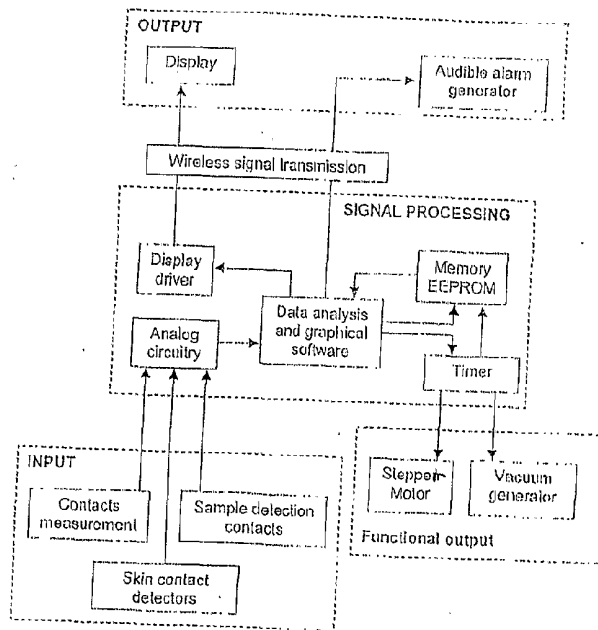 OUTPUT
Display
Audible alarm
generator
Wireless signal transmission
SIGNAL PROCESSING
Display
driver
Memory
EEPROM
Data analysis
and graphical
software
Analog
circuitry
Timer
INPUT
Contacts
measurement
Sample detection
contacts
Skin contact
detectors
Stepper
Motor
Vacuum
generator
Functional output